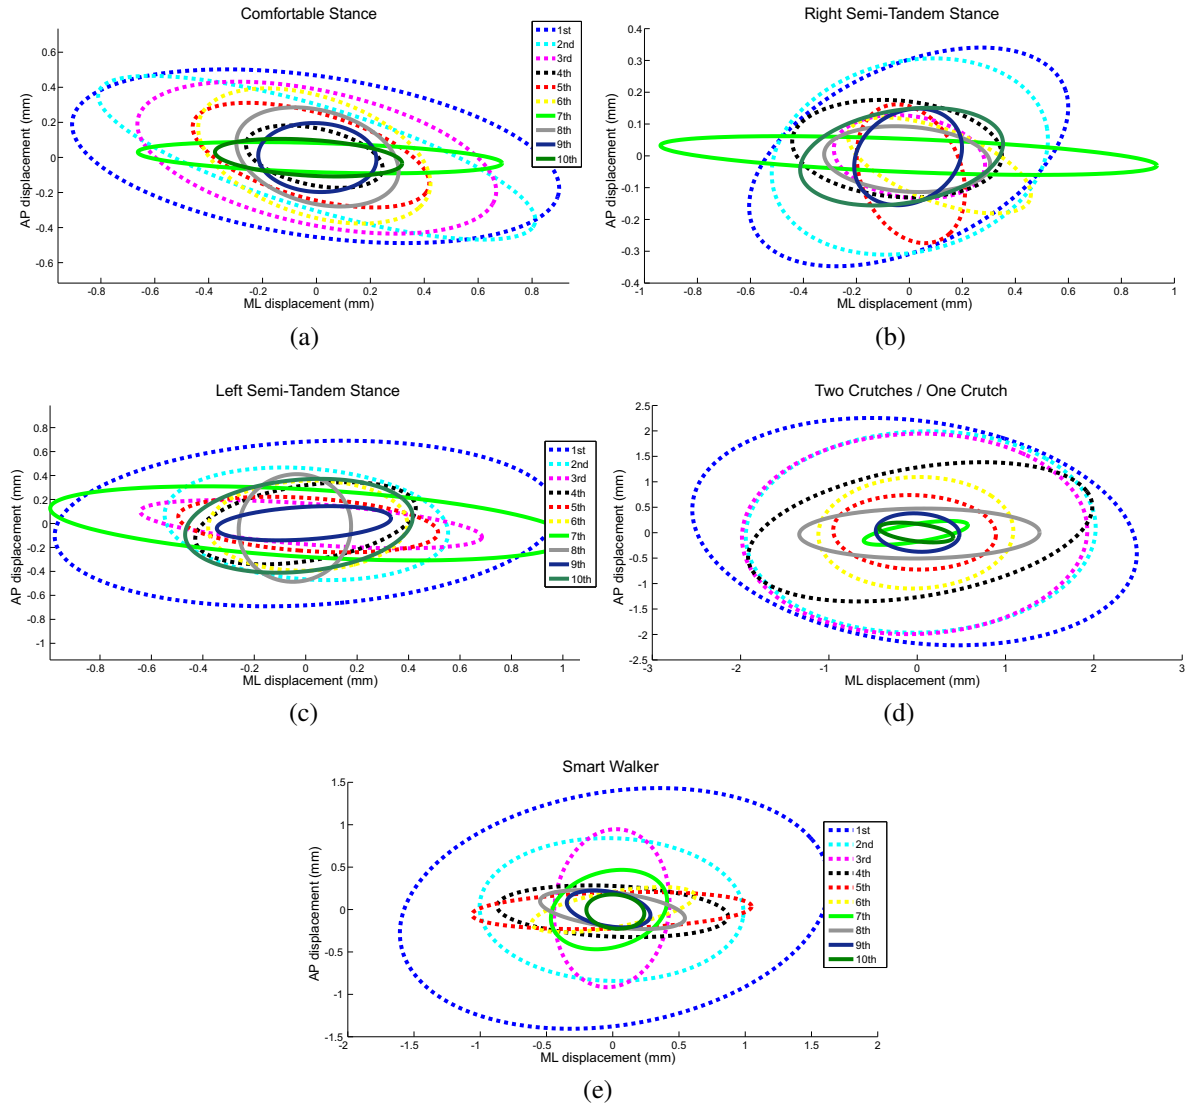 Comfortable Stance
AP displacement (mm)
0.6
0.4
0.2
0
-0.2
-0.4
-0.6
-0.8 -0.6 -0.4 -0.2 0 0.2 0.4 0.6 0.8
ML displacement (mm)
1st
2nd
3rd
4th
5th
6th
7th
8th
9th
10th
(a)
Right Semi-Tandem Stance
AP displacement (mm)
0.4
0.3
0.2
0.1
0
-0.1
-0.2
-0.3
-0.4
-1 -0.8 -0.6 -0.4 -0.2 0 0.2 0.4 0.6 0.8 1
ML displacement (mm)
(b)
Left Semi-Tandem Stance
AP displacement (mm)
0.8
0.6
0.4
0.2
0
-0.2
-0.4
-0.6
-0.8
-1
-0.8 -0.6 -0.4 -0.2 0 0.2 0.4 0.6 0.8 1
ML displacement (mm)
1st
2nd
3rd
4th
5th
6th
7th
8th
9th
10th
(c)
Two Crutches / One Crutch
AP displacement (mm)
2.5
2
1.5
1
0.5
0
-0.5
-1
-1.5
-2
-2.5
-3 -2 -1 0 1 2 3
ML displacement (mm)
(d)
Smart Walker
AP displacement (mm)
1.5
1
0.5
0
-0.5
-1
-1.5
-2 -1.5 -1 -0.5 0 0.5 1 1.5 2
ML displacement (mm)
1st
2nd
3rd
4th
5th
6th
7th
8th
9th
10th
(e)